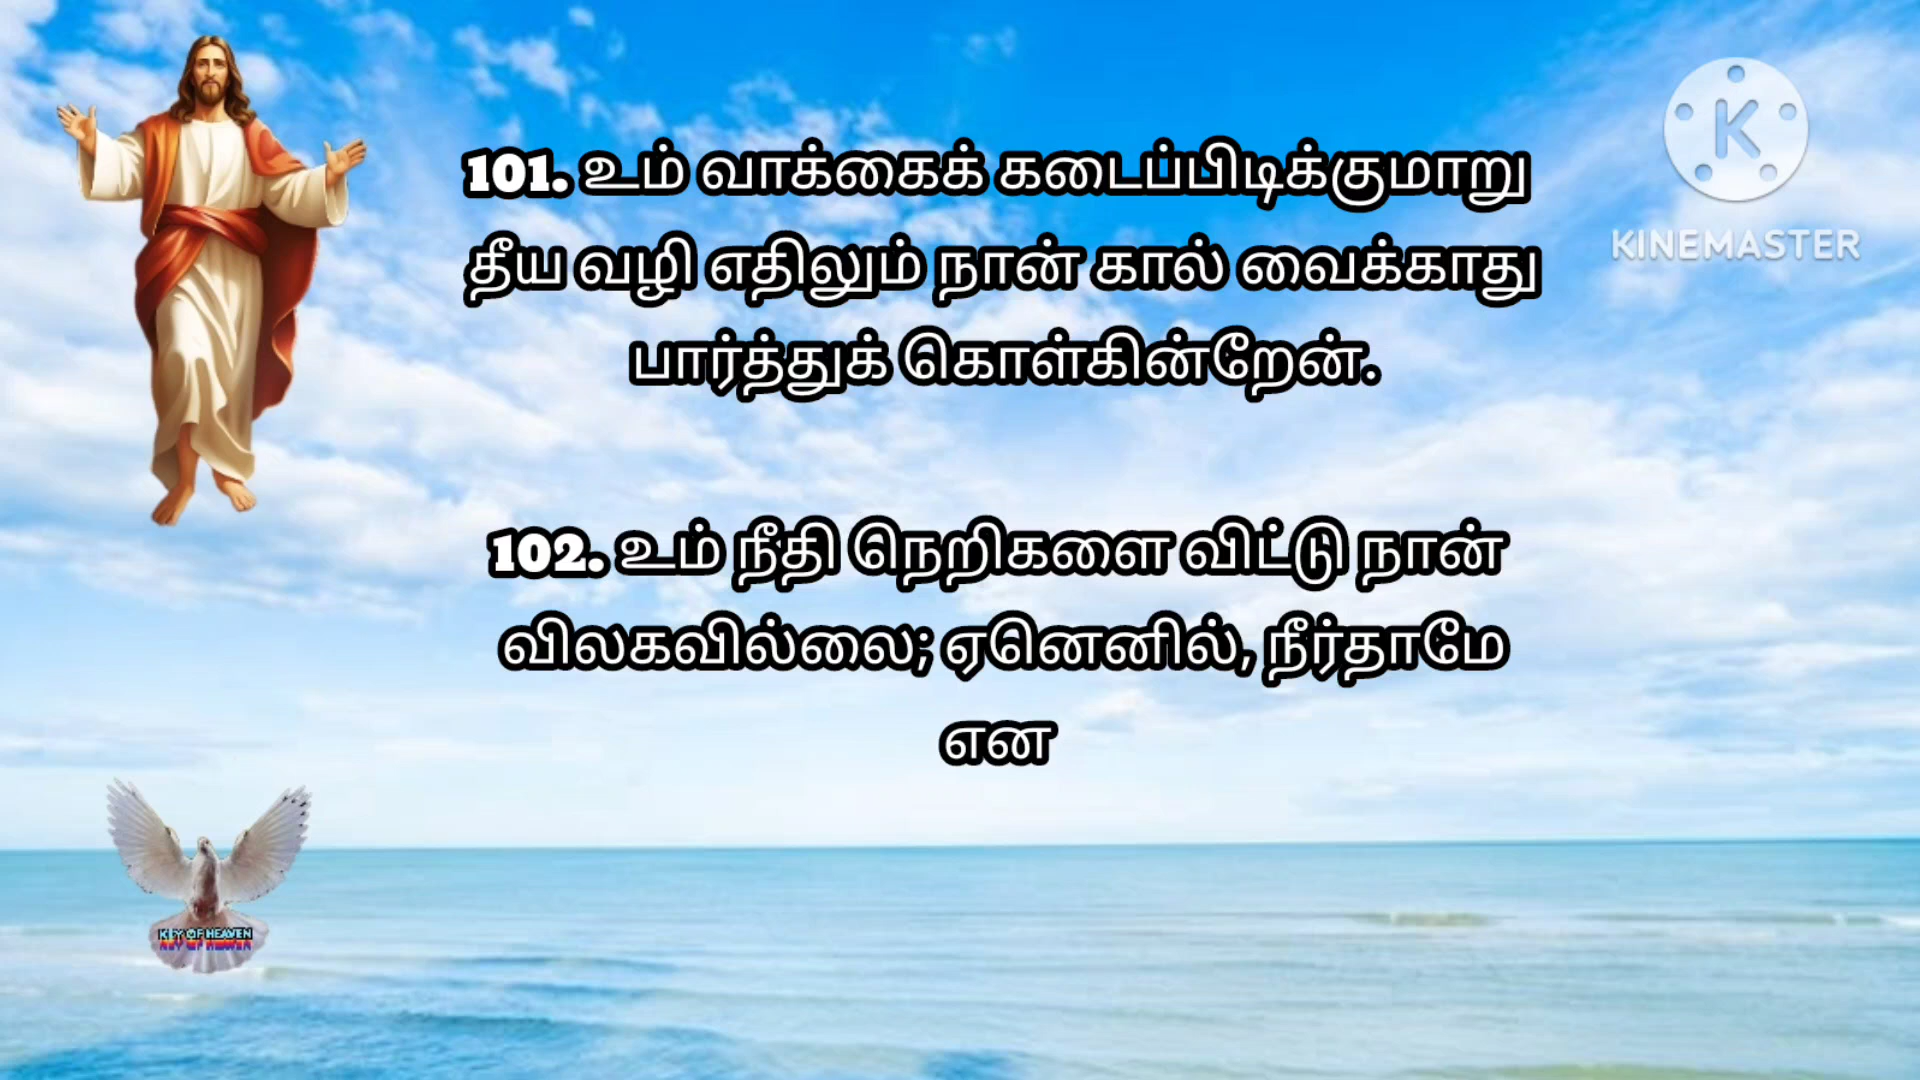 101. உம் வாக்கைக் கடைப்பிடிக்குமாறு
தீய வழி எதிலும் நான் கால் வைக்காது
பார்த்துக் கொள்கின்றேன்.
102. உம் நீதி நெறிகளை விட்டு நான்
விலகவில்லை; ஏனெனில், நீர்தாமே
என
K
KINEMASTER
KEY OF HEAVEN